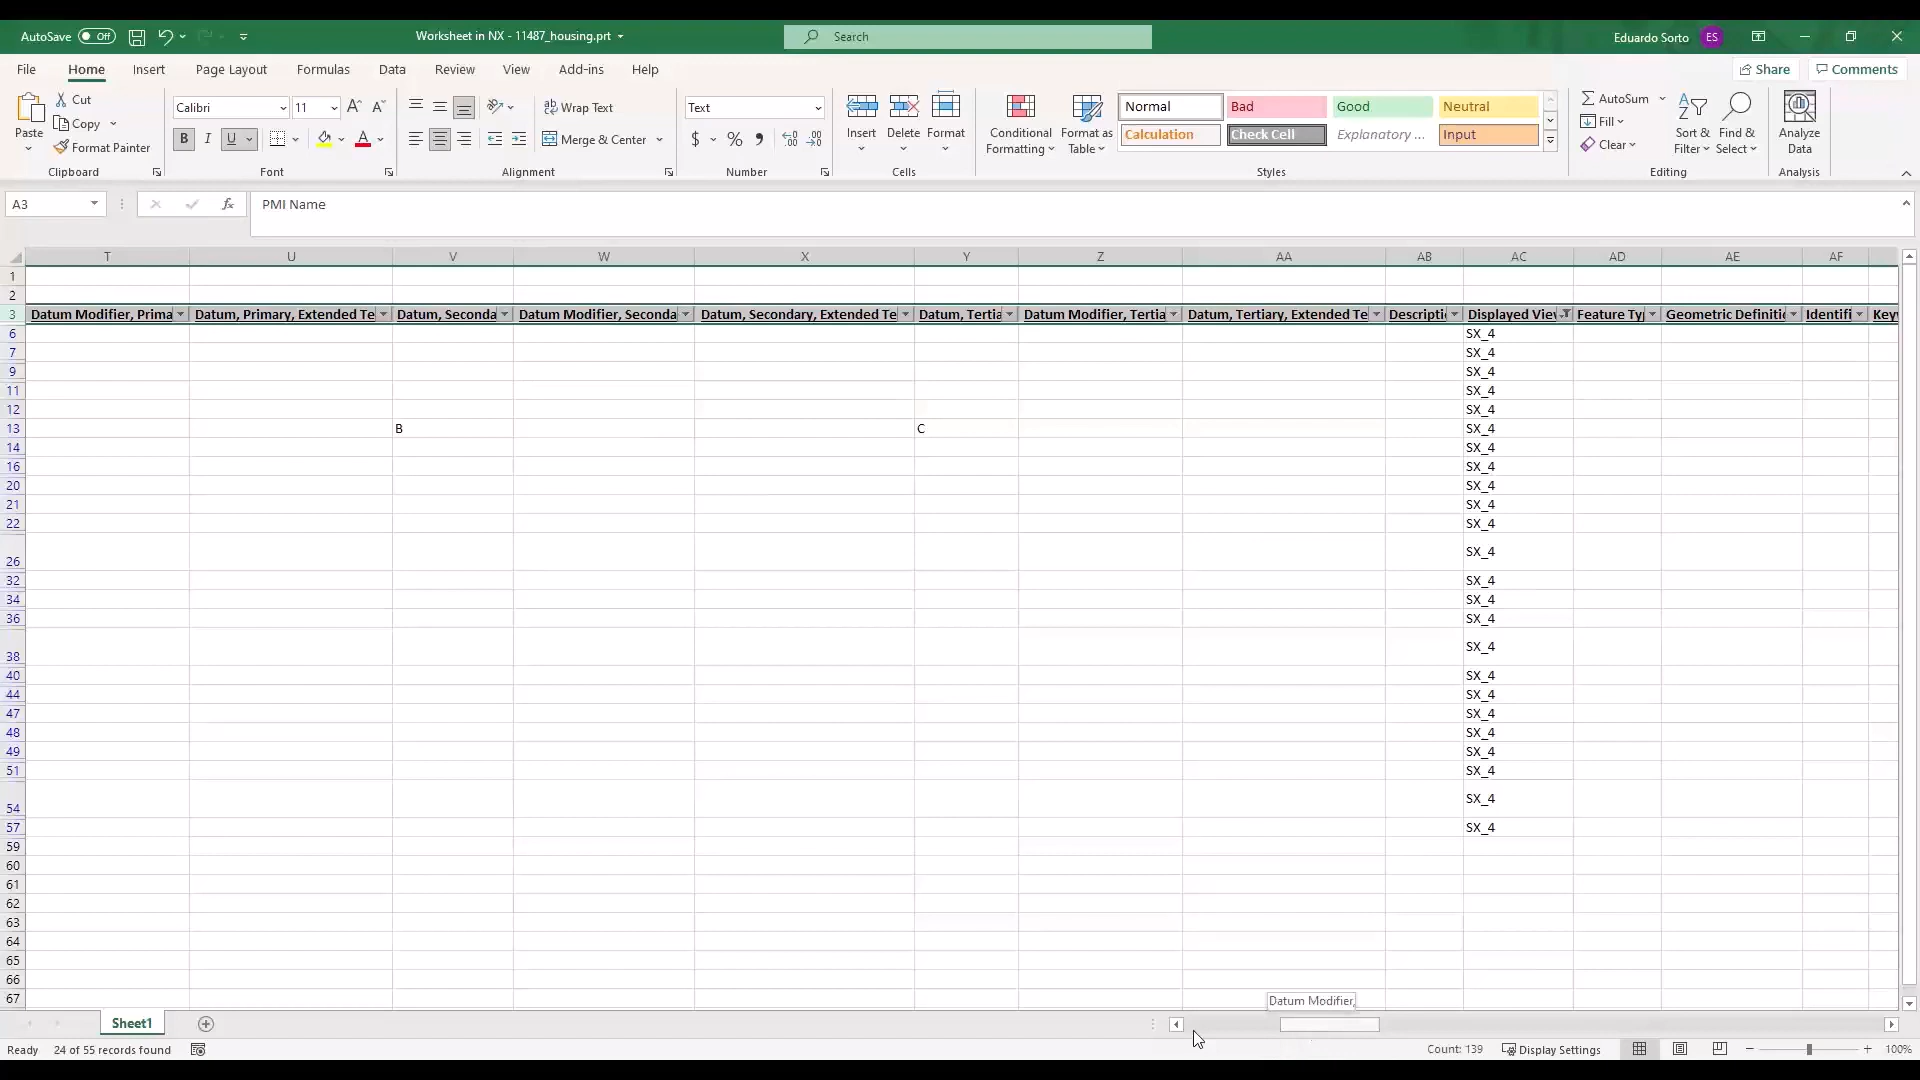 AutoSave Off
Worksheet in NX - 11487_housing.prt
Search
Eduardo Sorto ES
File Home Insert Page Layout Formulas Data Review View Add-ins Help Share Comments
Paste
Cut
Copy
Format Painter
Clipboard
Calibri 11
B I U
Font
Wrap Text
Merge & Center
Alignment
Text
$ % 9
Number
Insert Delete Format
Cells
Conditional Formatting
Format as Table
Normal Bad Good Neutral
Calculation Check Cell Explanatory ... Input
Styles
AutoSum
Fill
Clear
Sort & Filter
Find & Select
Editing
Analyze Data
Analysis
A3 fx PMI Name
T U V W X Y Z AA AB AC AD AE AF
1
2
3 Datum Modifier, Prima Datum, Primary, Extended Te Datum, Seconda Datum Modifier, Seconda Datum, Secondary, Extended Te Datum, Tertia Datum Modifier, Tertia Datum, Tertiary, Extended Te Descripti Displayed Viev Feature Ty Geometric Definitic Identifi Keyv
6 SX_4
7 SX_4
9 SX_4
11 SX_4
12 SX_4
13 B C SX_4
14 SX_4
16 SX_4
20 SX_4
21 SX_4
22 SX_4
26 SX_4
32 SX_4
34 SX_4
36 SX_4
38 SX_4
40 SX_4
44 SX_4
47 SX_4
48 SX_4
49 SX_4
51 SX_4
54 SX_4
57 SX_4
59
60
61
62
63
64
65
66
67
Datum Modifier,
Sheet1
Ready 24 of 55 records found Count: 139 Display Settings 100%